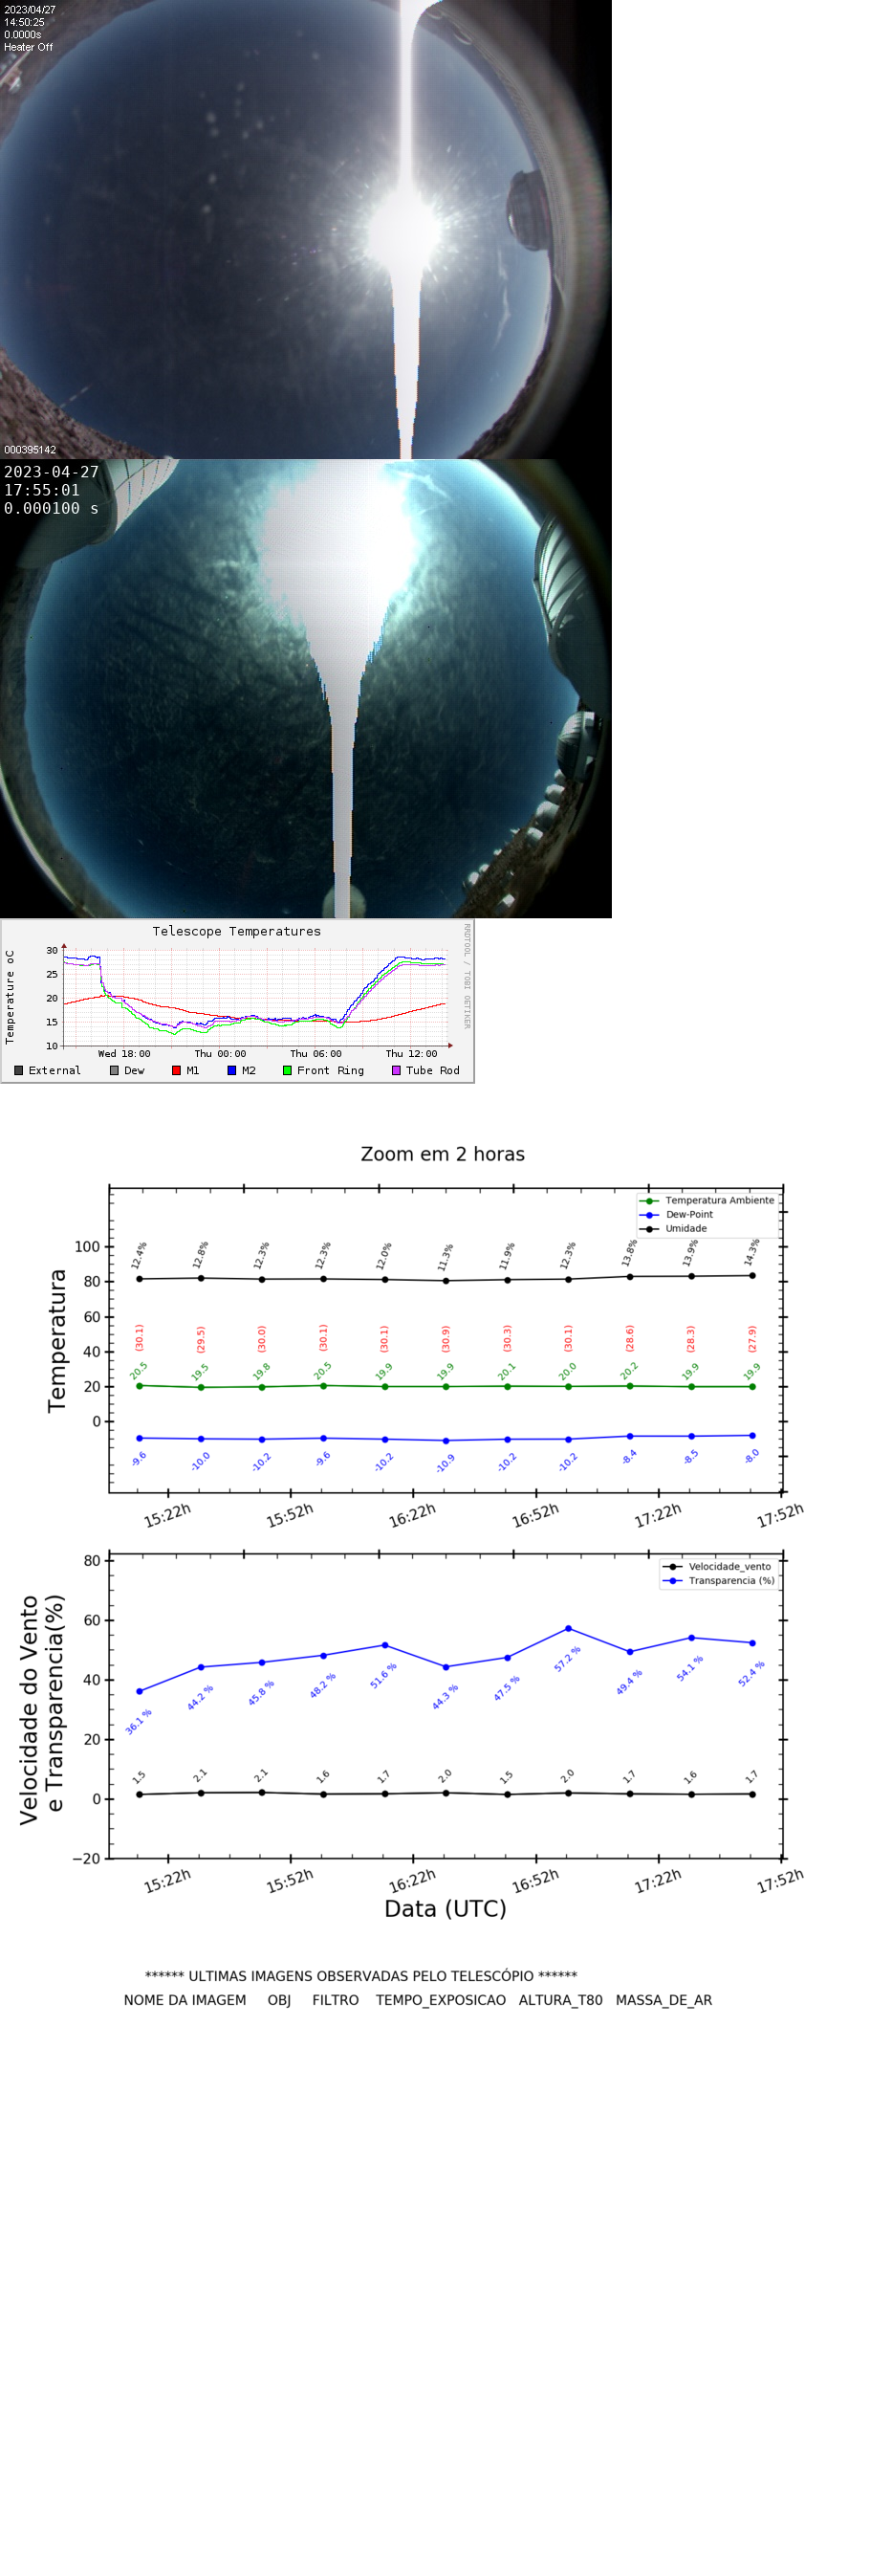 2023/04/27
14:50:25
0.0000s
Heater Off
000395142
2023-04-27
17:55:01
0.000100 s
Telescope Temperatures
RRDTOOL / TOBI OETIKER
Temperature oC
30
25
20
15
10
Wed 18:00 Thu 00:00 Thu 06:00 Thu 12:00
External Dew M1 M2 Front Ring Tube Rod
Zoom em 2 horas
Temperatura Ambiente
Dew-Point
Umidade
Temperatura
100
80
60
40
20
0
12.4% 12.8% 12.3% 12.3% 12.0% 11.3% 11.9% 12.3% 13.8% 13.9% 14.3%
(30.1) (29.5) (30.0) (30.1) (30.1) (30.9) (30.3) (30.1) (28.6) (28.3) (27.9)
20.5 19.5 19.8 20.5 19.9 19.9 20.1 20.0 20.2 19.9 19.9
-9.6 -10.0 -10.2 -9.6 -10.2 -10.9 -10.2 -10.2 -8.4 -8.5 -8.0
15:22h 15:52h 16:22h 16:52h 17:22h 17:52h
Velocidade_vento
Transparencia (%)
Velocidade do Vento
e Transparencia(%)
80
60
40
20
0
−20
36.1 % 44.2 % 45.8 % 48.2 % 51.6 % 44.3 % 47.5 % 57.2 % 49.4 % 54.1 % 52.4 %
1.5 2.1 2.1 1.6 1.7 2.0 1.5 2.0 1.7 1.6 1.7
15:22h 15:52h 16:22h 16:52h 17:22h 17:52h
Data (UTC)
****** ULTIMAS IMAGENS OBSERVADAS PELO TELESCÓPIO ******
NOME DA IMAGEM OBJ FILTRO TEMPO_EXPOSICAO ALTURA_T80 MASSA_DE_AR